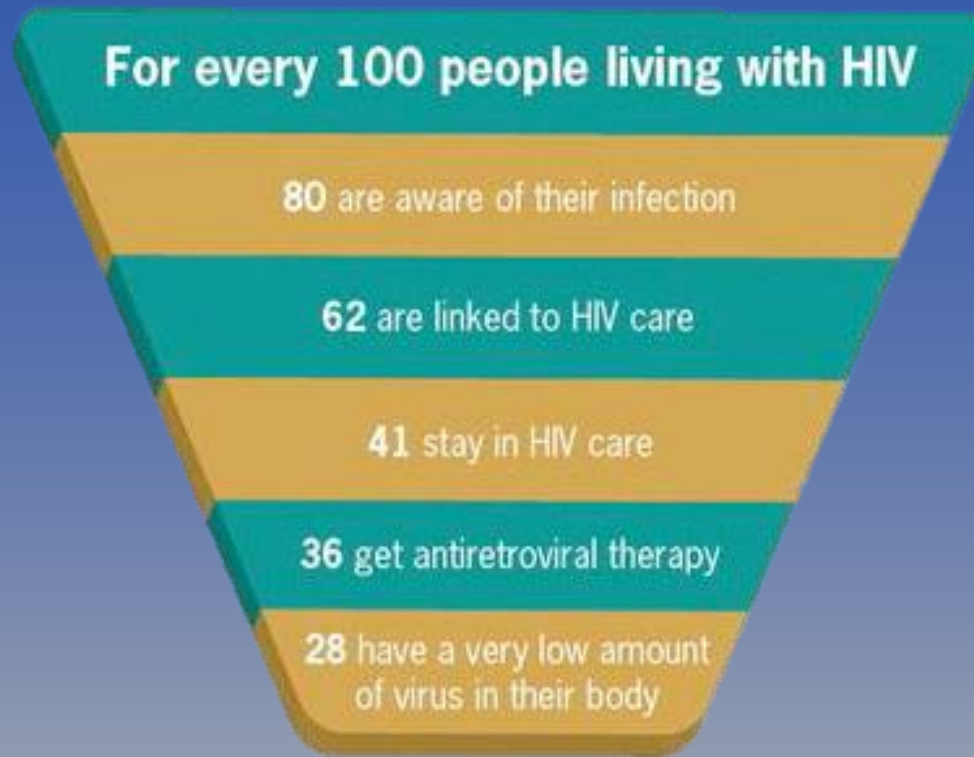 For every 100 people living with HIV
80 are aware of their infection
62 are linked to HIV care
41 stay in HIV care
36 get antiretroviral therapy
28 have a very low amount
of virus in their body